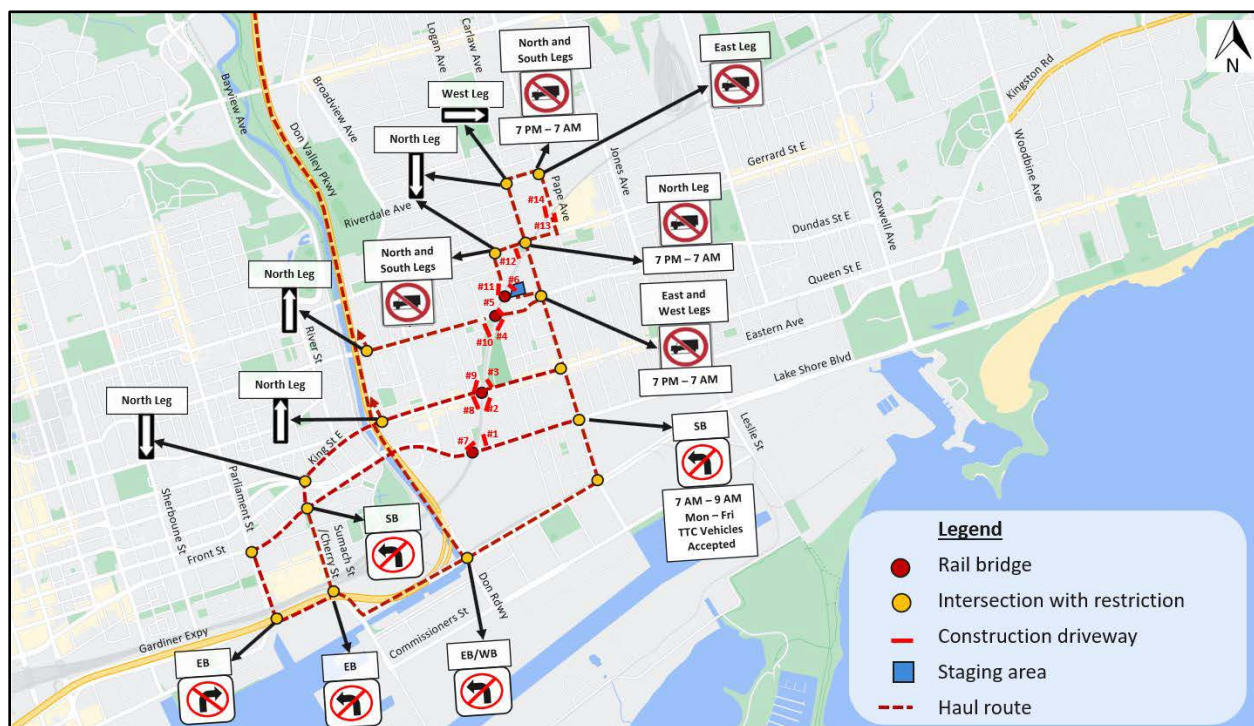 Logan Ave
Carlaw Ave
North and
South Legs
7 PM – 7 AM
East Leg
N
Kingston Rd
Bayview Ave
Broadview Ave
Don Valley Pkwy
West Leg
North Leg
Jones Ave
Gerrard St E
Woodbine Ave
Coxwell Ave
Pape Ave
Riverdale Ave
#14
#13
North Leg
7 PM – 7 AM
Dundas St E
Queen St E
North and
South Legs
#12
#11
#6
#5
#4
#10
North Leg
River St
East and
West Legs
7 PM – 7 AM
Eastern Ave
Lake Shore Blvd
North Leg
#9
#3
#8
#2
#7
#1
North Leg
King St E
Parliament St
Sherboune St
Front St
Sumach St
/Cherry St
SB
SB
7 AM – 9 AM
Mon – Fri
TTC Vehicles
Accepted
Leslie St
Don Rdwy
Commissioners St
Gardiner Expy
EB
EB
EB/WB
Legend
Rail bridge
Intersection with restriction
Construction driveway
Staging area
Haul route